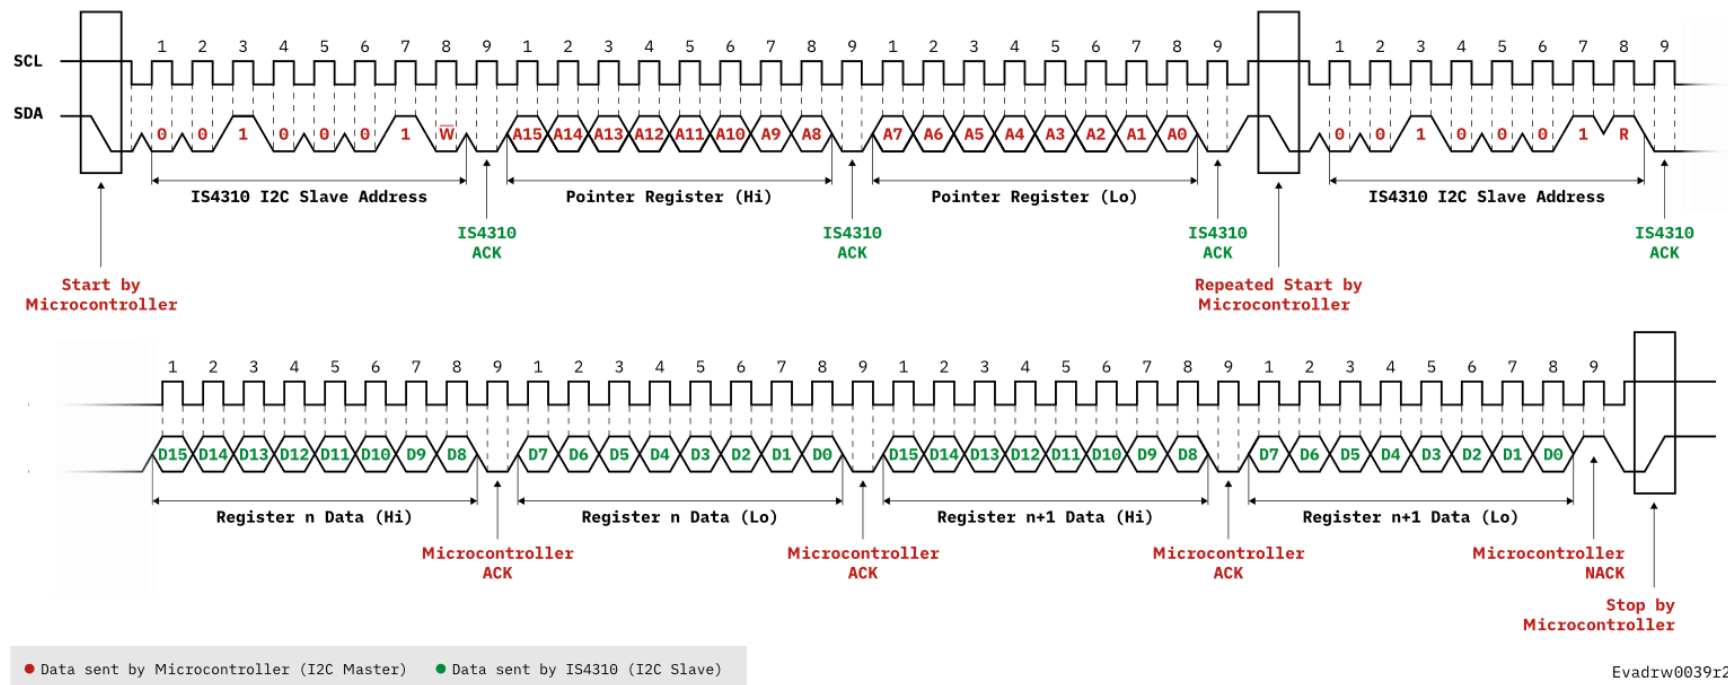 1 2 3 4 5 6 7 8 9 1 2 3 4 5 6 7 8 9 1 2 3 4 5 6 7 8 9 1 2 3 4 5 6 7 8 9
SCL
SDA
0 0 1 0 0 0 1 W̅ A15 A14 A13 A12 A11 A10 A9 A8 A7 A6 A5 A4 A3 A2 A1 A0 0 0 1 0 0 0 1 R
IS4310 I2C Slave Address Pointer Register (Hi) Pointer Register (Lo) IS4310 I2C Slave Address
IS4310 IS4310 IS4310 IS4310
ACK ACK ACK ACK
Start by Repeated Start by
Microcontroller Microcontroller
1 2 3 4 5 6 7 8 9 1 2 3 4 5 6 7 8 9 1 2 3 4 5 6 7 8 9 1 2 3 4 5 6 7 8 9
D15 D14 D13 D12 D11 D10 D9 D8 D7 D6 D5 D4 D3 D2 D1 D0 D15 D14 D13 D12 D11 D10 D9 D8 D7 D6 D5 D4 D3 D2 D1 D0
Register n Data (Hi) Register n Data (Lo) Register n+1 Data (Hi) Register n+1 Data (Lo)
Microcontroller Microcontroller Microcontroller Microcontroller
ACK ACK ACK NACK
Stop by
Microcontroller
Data sent by Microcontroller (I2C Master) Data sent by IS4310 (I2C Slave)
Evadrw0039r2